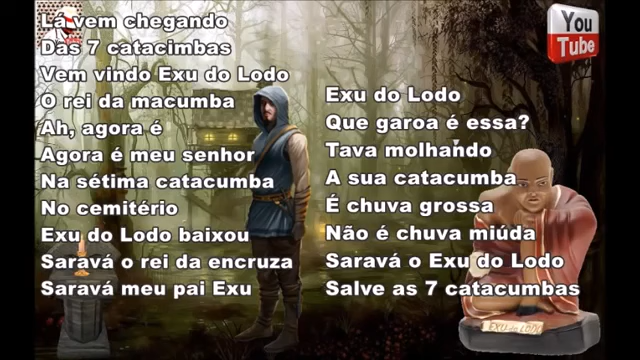 Lá vem chegando
Das 7 catacimbas
Vem vindo Exu do Lodo
O rei da macumba
Ah, agora é
Agora é meu senhor
Na sétima catacumba
No cemitério
Exu do Lodo baixou
Saravá o rei da encruza
Saravá meu pai Exu
Exu do Lodo
Que garoa é essa?
Tava molhando
A sua catacumba
É chuva grossa
Não é chuva miúda
Saravá o Exu do Lodo
Salve as 7 catacumbas
You
Tube
EXU do LODO